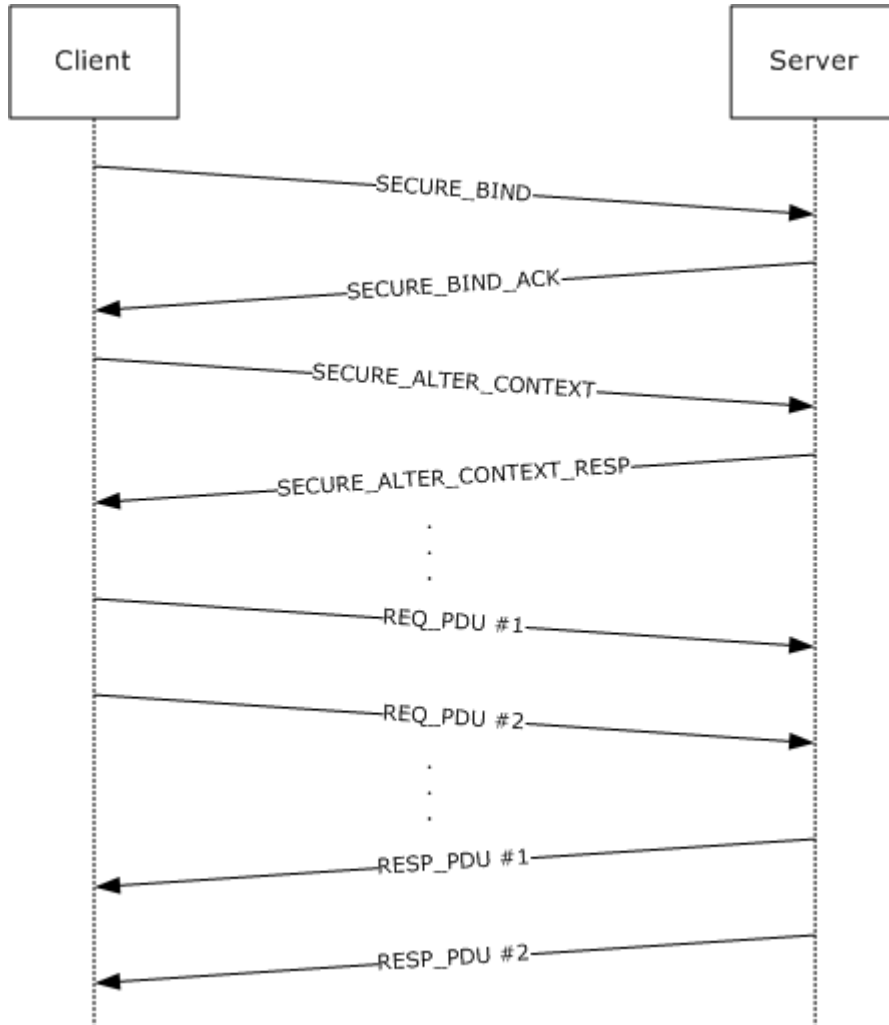 Client
Server
SECURE_BIND
SECURE_BIND_ACK
SECURE_ALTER_CONTEXT
SECURE_ALTER_CONTEXT_RESP
.
.
.
REQ_PDU #1
REQ_PDU #2
.
.
.
RESP_PDU #1
RESP_PDU #2